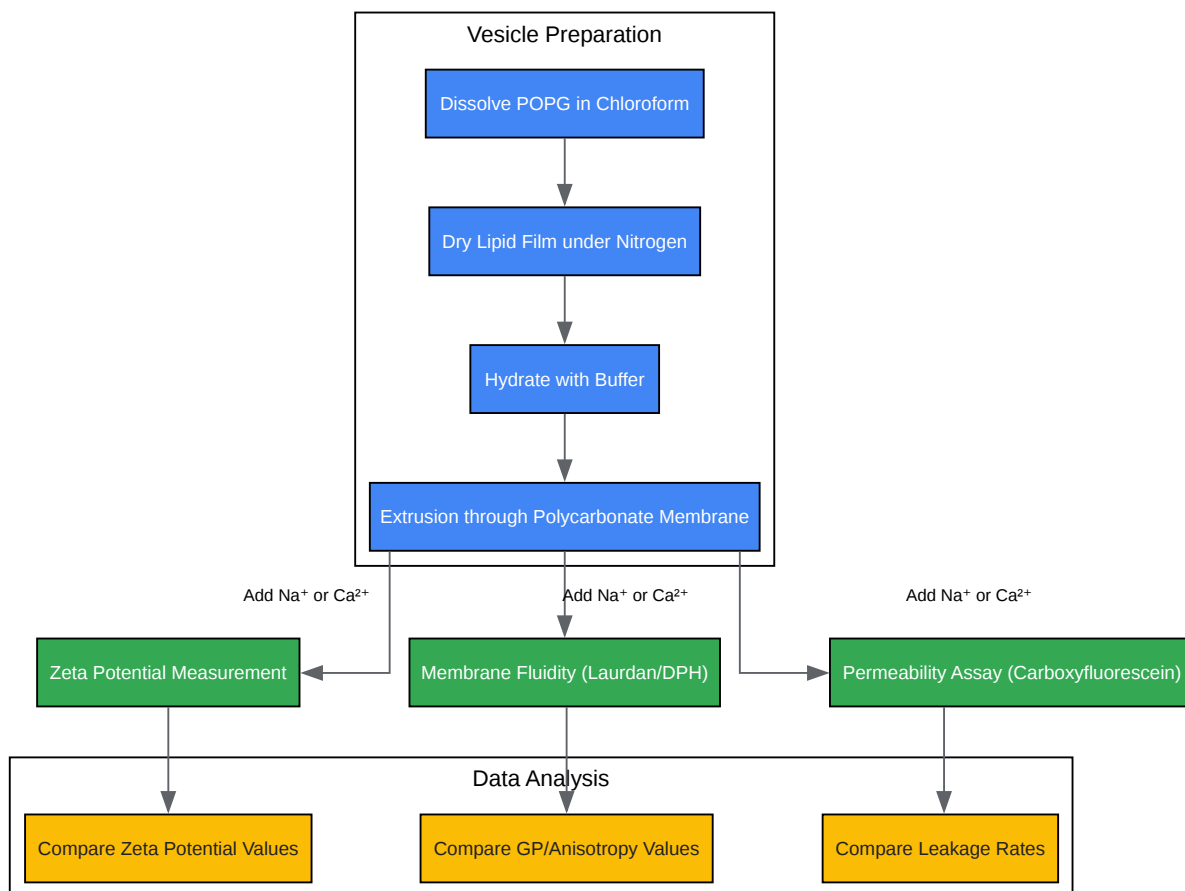 Vesicle Preparation
Dissolve POPG in Chloroform
Dry Lipid Film under Nitrogen
Hydrate with Buffer
Extrusion through Polycarbonate Membrane
Add Na⁺ or Ca²⁺
Add Na⁺ or Ca²⁺
Add Na⁺ or Ca²⁺
Zeta Potential Measurement
Membrane Fluidity (Laurdan/DPH)
Permeability Assay (Carboxyfluorescein)
Data Analysis
Compare Zeta Potential Values
Compare GP/Anisotropy Values
Compare Leakage Rates